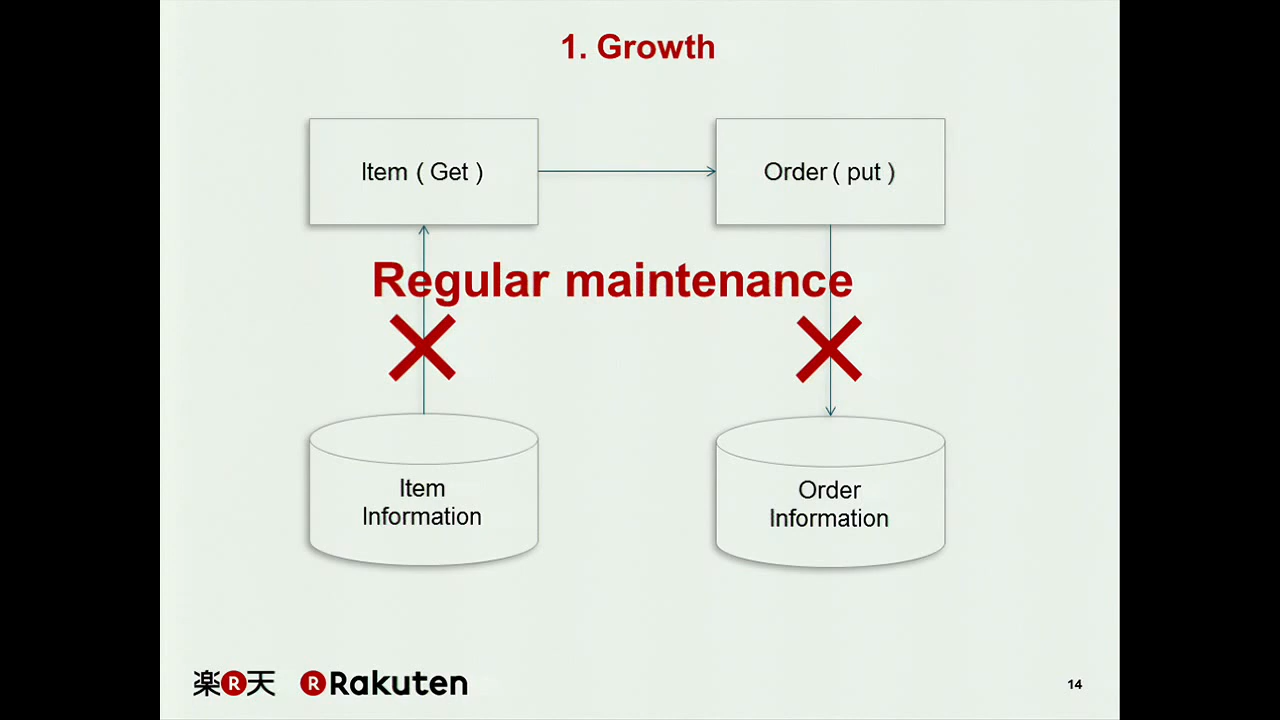 1. Growth
Item ( Get )
Order ( put )
Regular maintenance
Item
Information
Order
Information
楽R天
R Rakuten
14